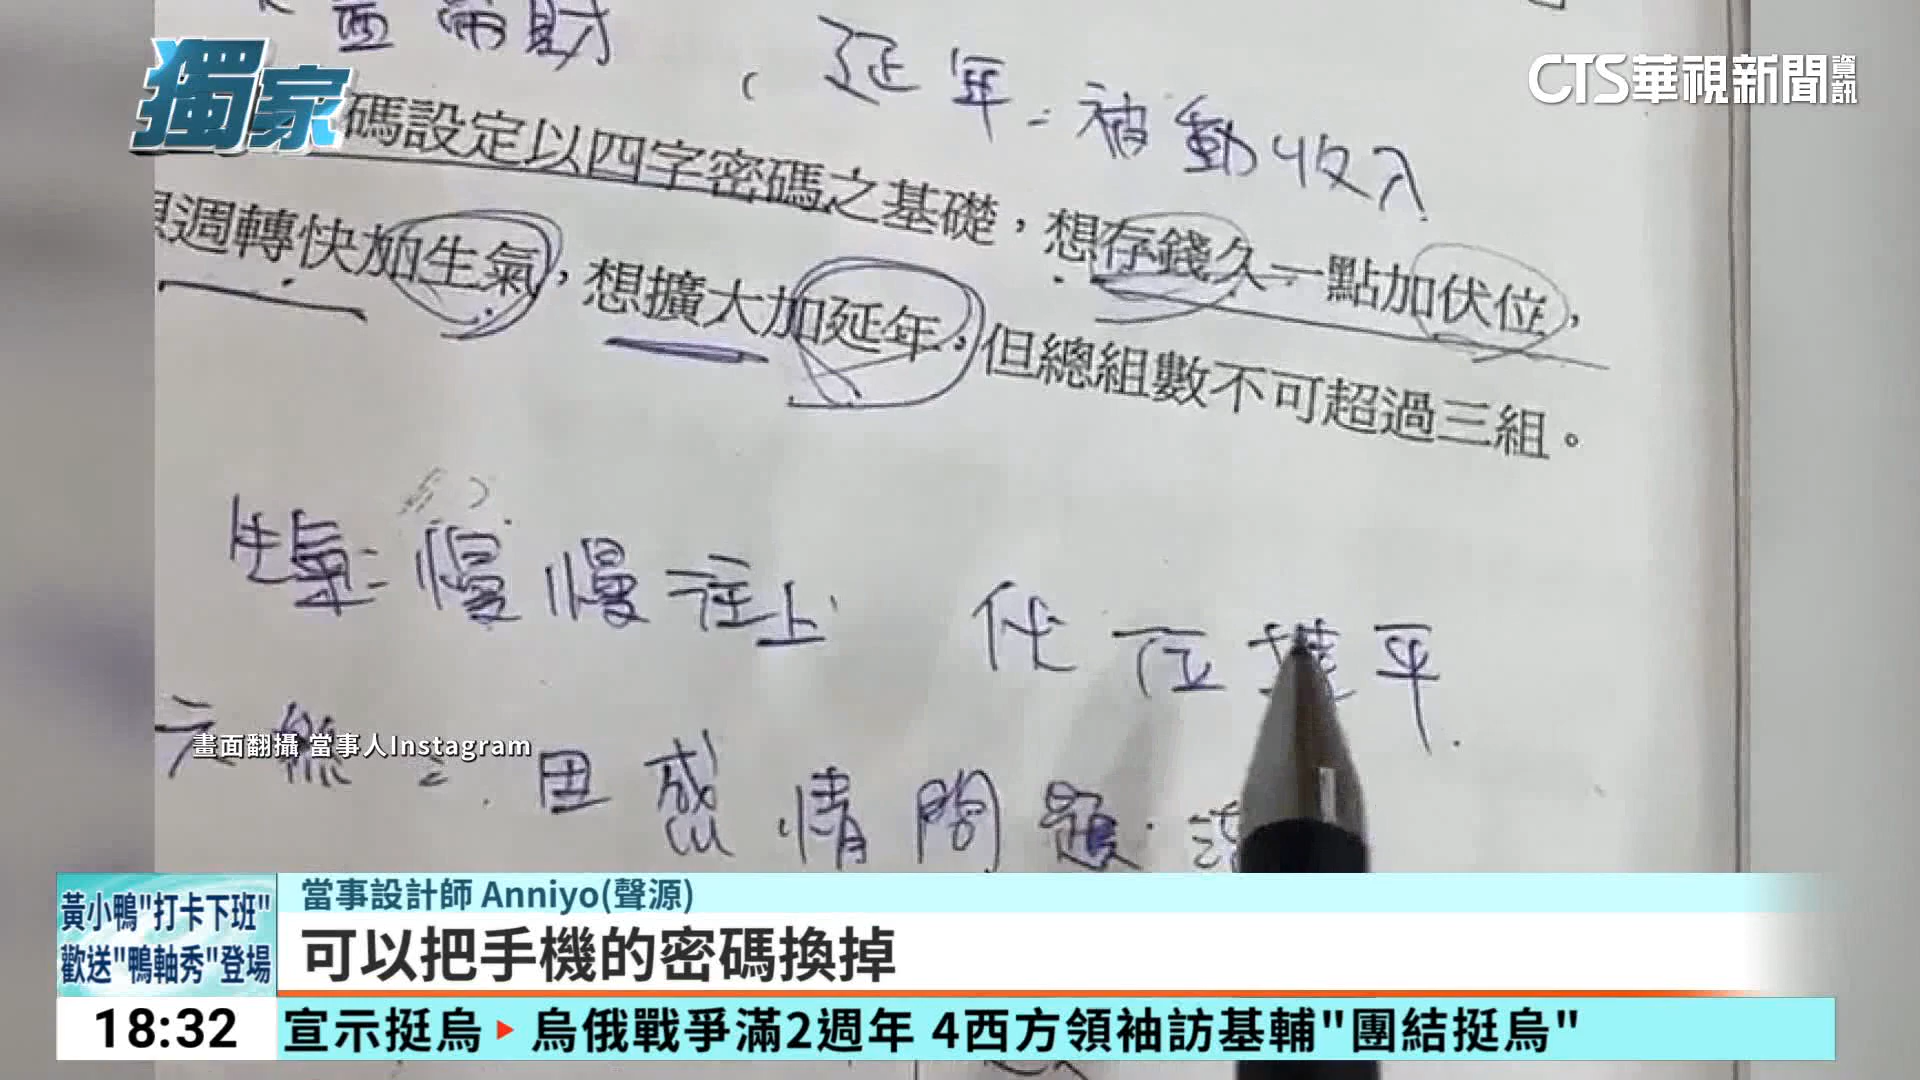 獨家
CTS華視新聞資訊
財
延年:被動收入
碼設定以四字密碼之基礎，想存錢久一點加伏位，
週轉快加生氣，想擴大加延年，但總組數不可超過三組。
生氣:慢慢往上 伏位:持平.
畫面翻攝 當事人Instagram
六煞: 因感情問題.
當事設計師 Anniyo(聲源)
可以把手機的密碼換掉
黃小鴨"打卡下班"
歡送"鴨軸秀"登場
18:32
宣示挺烏▶烏俄戰爭滿2週年 4西方領袖訪基輔"團結挺烏"